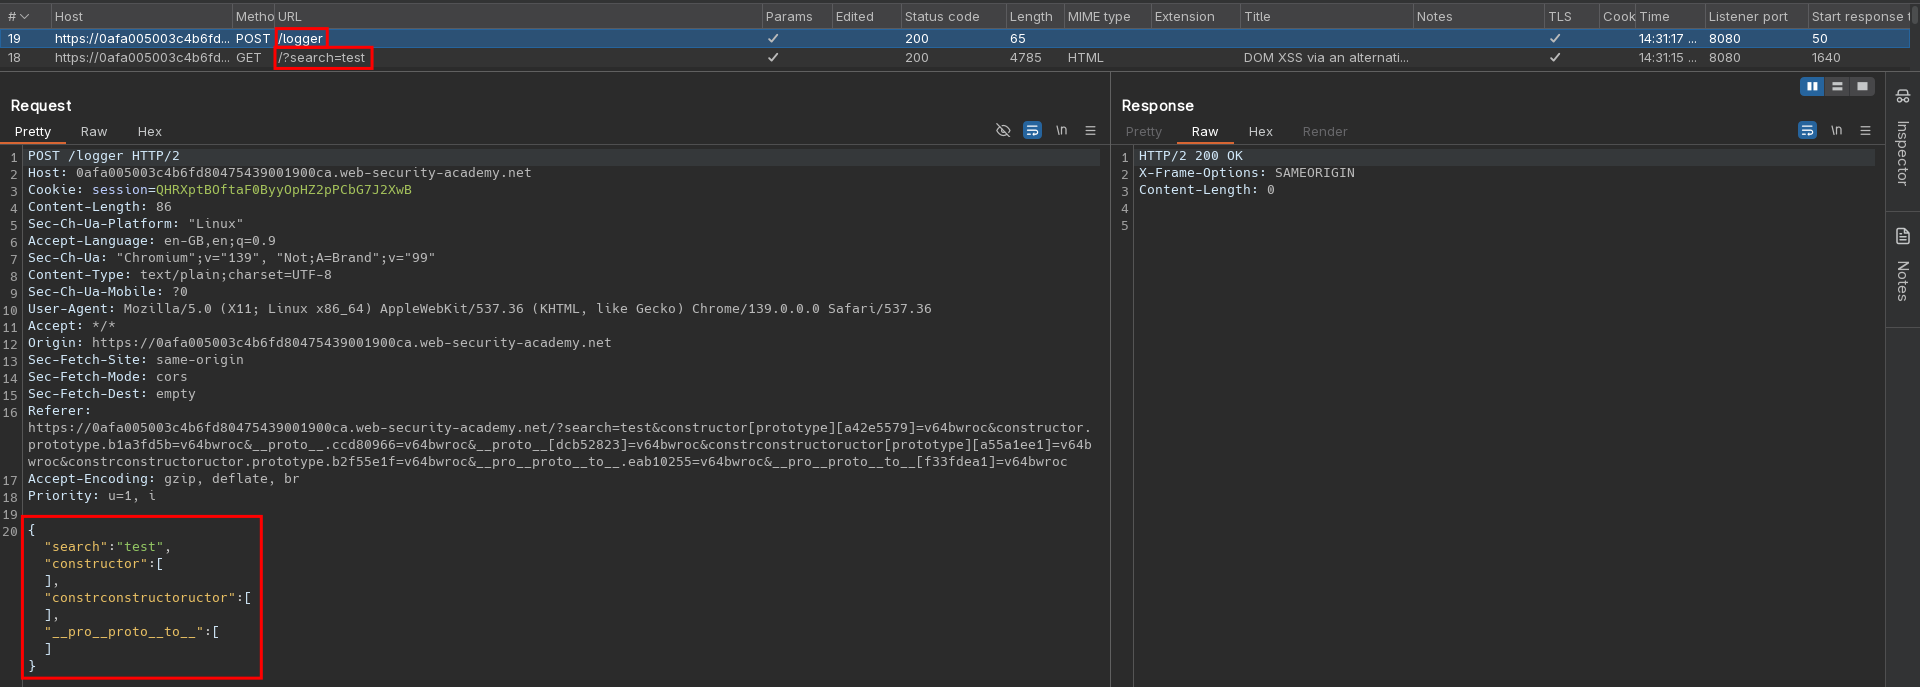 # Host Metho URL Params Edited Status code Length MIME type Extension Title Notes TLS Cook Time Listener port Start response t
19 https://0afa005003c4b6fd... POST /logger ✓ 200 65 ✓ 14:31:17 ... 8080 50
18 https://0afa005003c4b6fd... GET /?search=test ✓ 200 4785 HTML DOM XSS via an alternati... ✓ 14:31:15 ... 8080 1640
Request
Pretty Raw Hex \n
1 POST /logger HTTP/2
2 Host: 0afa005003c4b6fd80475439001900ca.web-security-academy.net
3 Cookie: session=QHRXptBOftaF0ByyOpHZ2pPCbG7J2XwB
4 Content-Length: 86
5 Sec-Ch-Ua-Platform: "Linux"
6 Accept-Language: en-GB,en;q=0.9
7 Sec-Ch-Ua: "Chromium";v="139", "Not;A=Brand";v="99"
8 Content-Type: text/plain;charset=UTF-8
9 Sec-Ch-Ua-Mobile: ?0
10 User-Agent: Mozilla/5.0 (X11; Linux x86_64) AppleWebKit/537.36 (KHTML, like Gecko) Chrome/139.0.0.0 Safari/537.36
11 Accept: */*
12 Origin: https://0afa005003c4b6fd80475439001900ca.web-security-academy.net
13 Sec-Fetch-Site: same-origin
14 Sec-Fetch-Mode: cors
15 Sec-Fetch-Dest: empty
16 Referer:
https://0afa005003c4b6fd80475439001900ca.web-security-academy.net/?search=test&constructor[prototype][a42e5579]=v64bwroc&constructor.
prototype.b1a3fd5b=v64bwroc&__proto__.ccd80966=v64bwroc&__proto__[dcb52823]=v64bwroc&constrconstructoructor[prototype][a55a1ee1]=v64b
wroc&constrconstructoructor.prototype.b2f55e1f=v64bwroc&__pro__proto__to__.eab10255=v64bwroc&__pro__proto__to__[f33fdea1]=v64bwroc
17 Accept-Encoding: gzip, deflate, br
18 Priority: u=1, i
19
20 {
"search":"test",
"constructor":[
],
"constrconstructoructor":[
],
"__pro__proto__to__":[
]
}
Response
Pretty Raw Hex Render \n
1 HTTP/2 200 OK
2 X-Frame-Options: SAMEORIGIN
3 Content-Length: 0
4
5
Inspector
Notes